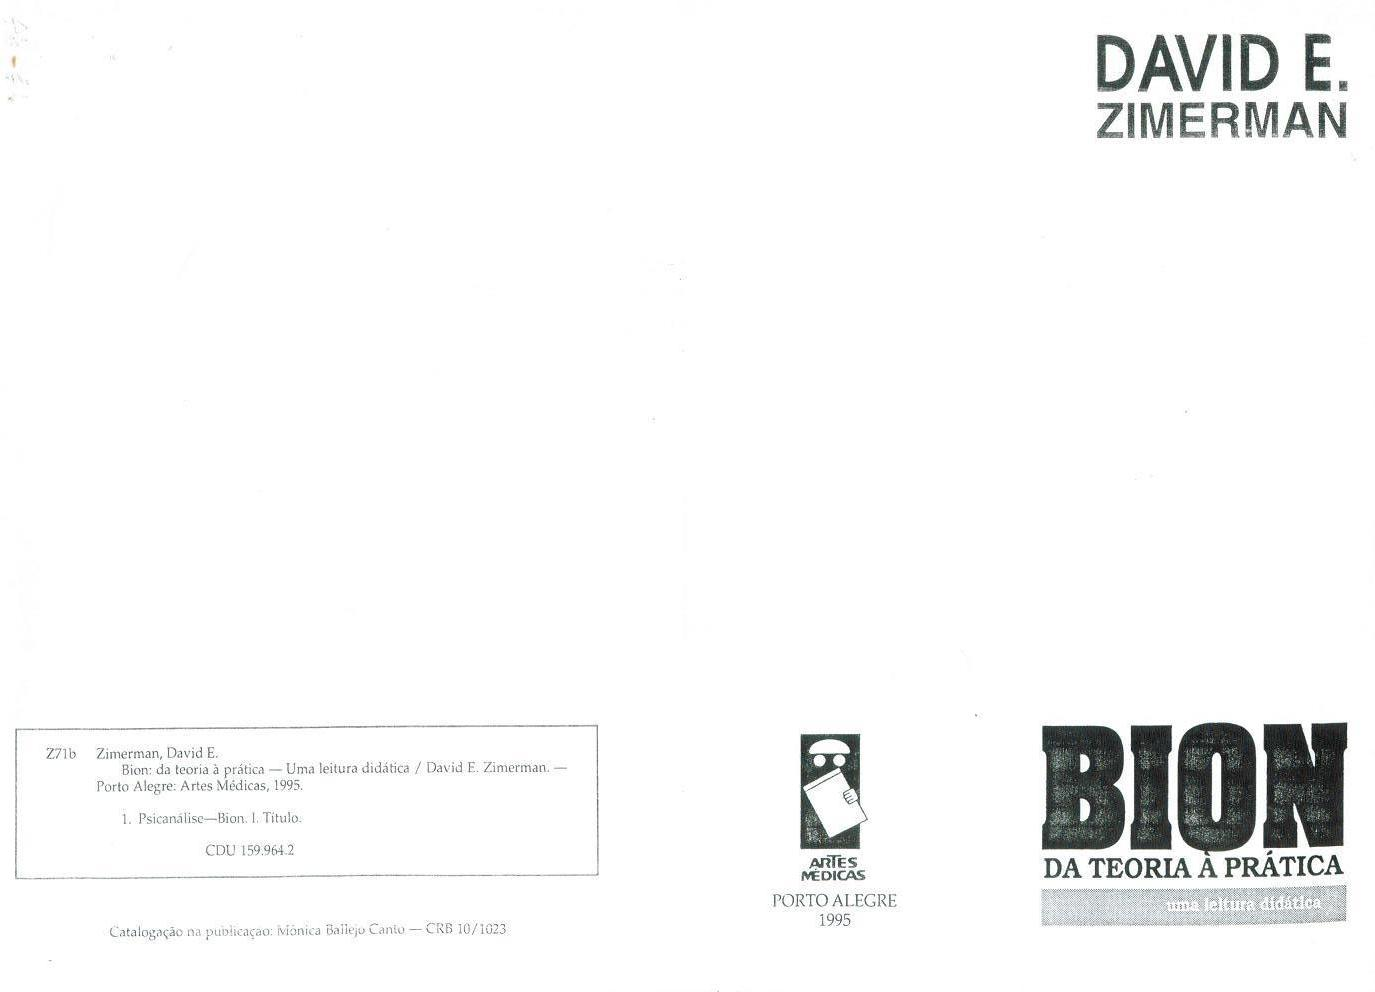 Z71b Zimerman, David E.
Bion: da teoria à prática — Uma leitura didática / David E. Zimerman. —
Porto Alegre: Artes Médicas, 1995.
1. Psicanálise—Bion. I. Título.
CDU 159.964.2
Catalogação na publicaçao: Mônica Ballejo Canto — CRB 10/1023
DAVID E.
ZIMERMAN
ARTES
MÉDICAS
PORTO ALEGRE
1995
BION
DA TEORIA À PRÁTICA
uma leitura didática